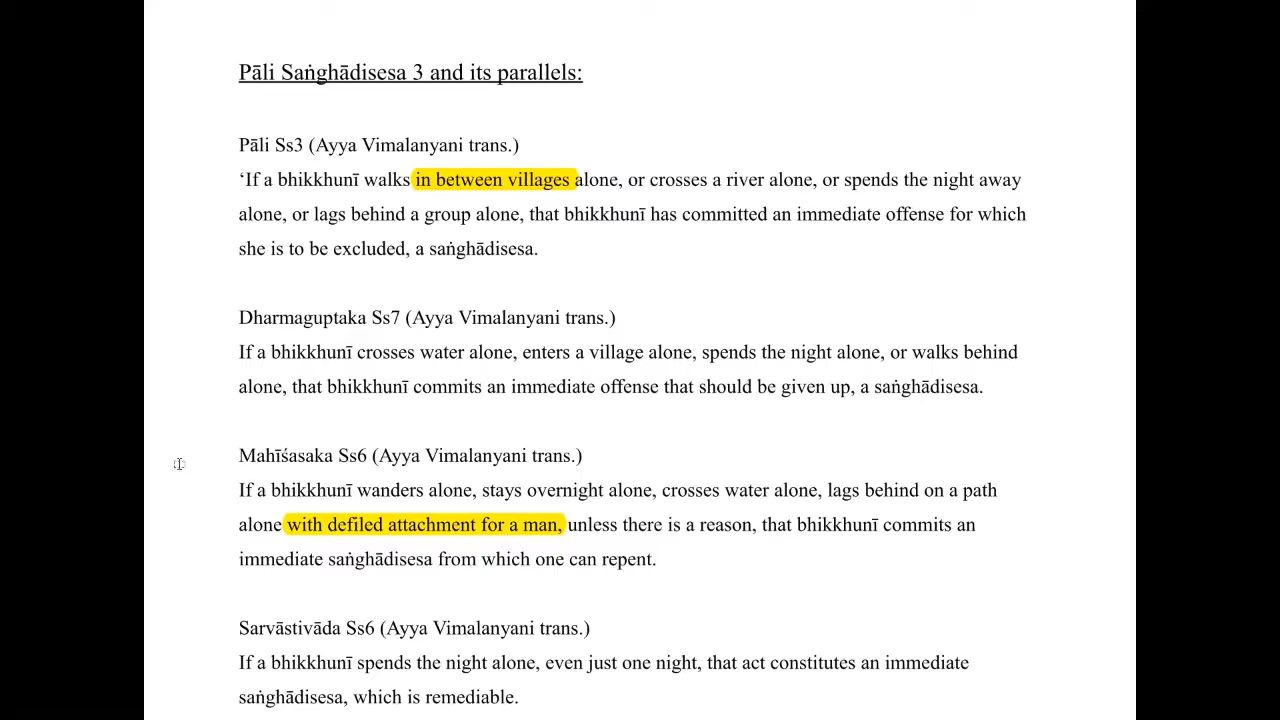 Pāli Saṅghādisesa 3 and its parallels:
Pāli Ss3 (Ayya Vimalanyani trans.)
‘If a bhikkhunī walks in between villages alone, or crosses a river alone, or spends the night away
alone, or lags behind a group alone, that bhikkhunī has committed an immediate offense for which
she is to be excluded, a saṅghādisesa.
Dharmaguptaka Ss7 (Ayya Vimalanyani trans.)
If a bhikkhunī crosses water alone, enters a village alone, spends the night alone, or walks behind
alone, that bhikkhunī commits an immediate offense that should be given up, a saṅghādisesa.
Mahīśasaka Ss6 (Ayya Vimalanyani trans.)
If a bhikkhunī wanders alone, stays overnight alone, crosses water alone, lags behind on a path
alone with defiled attachment for a man, unless there is a reason, that bhikkhunī commits an
immediate saṅghādisesa from which one can repent.
Sarvāstivāda Ss6 (Ayya Vimalanyani trans.)
If a bhikkhunī spends the night alone, even just one night, that act constitutes an immediate
saṅghādisesa, which is remediable.